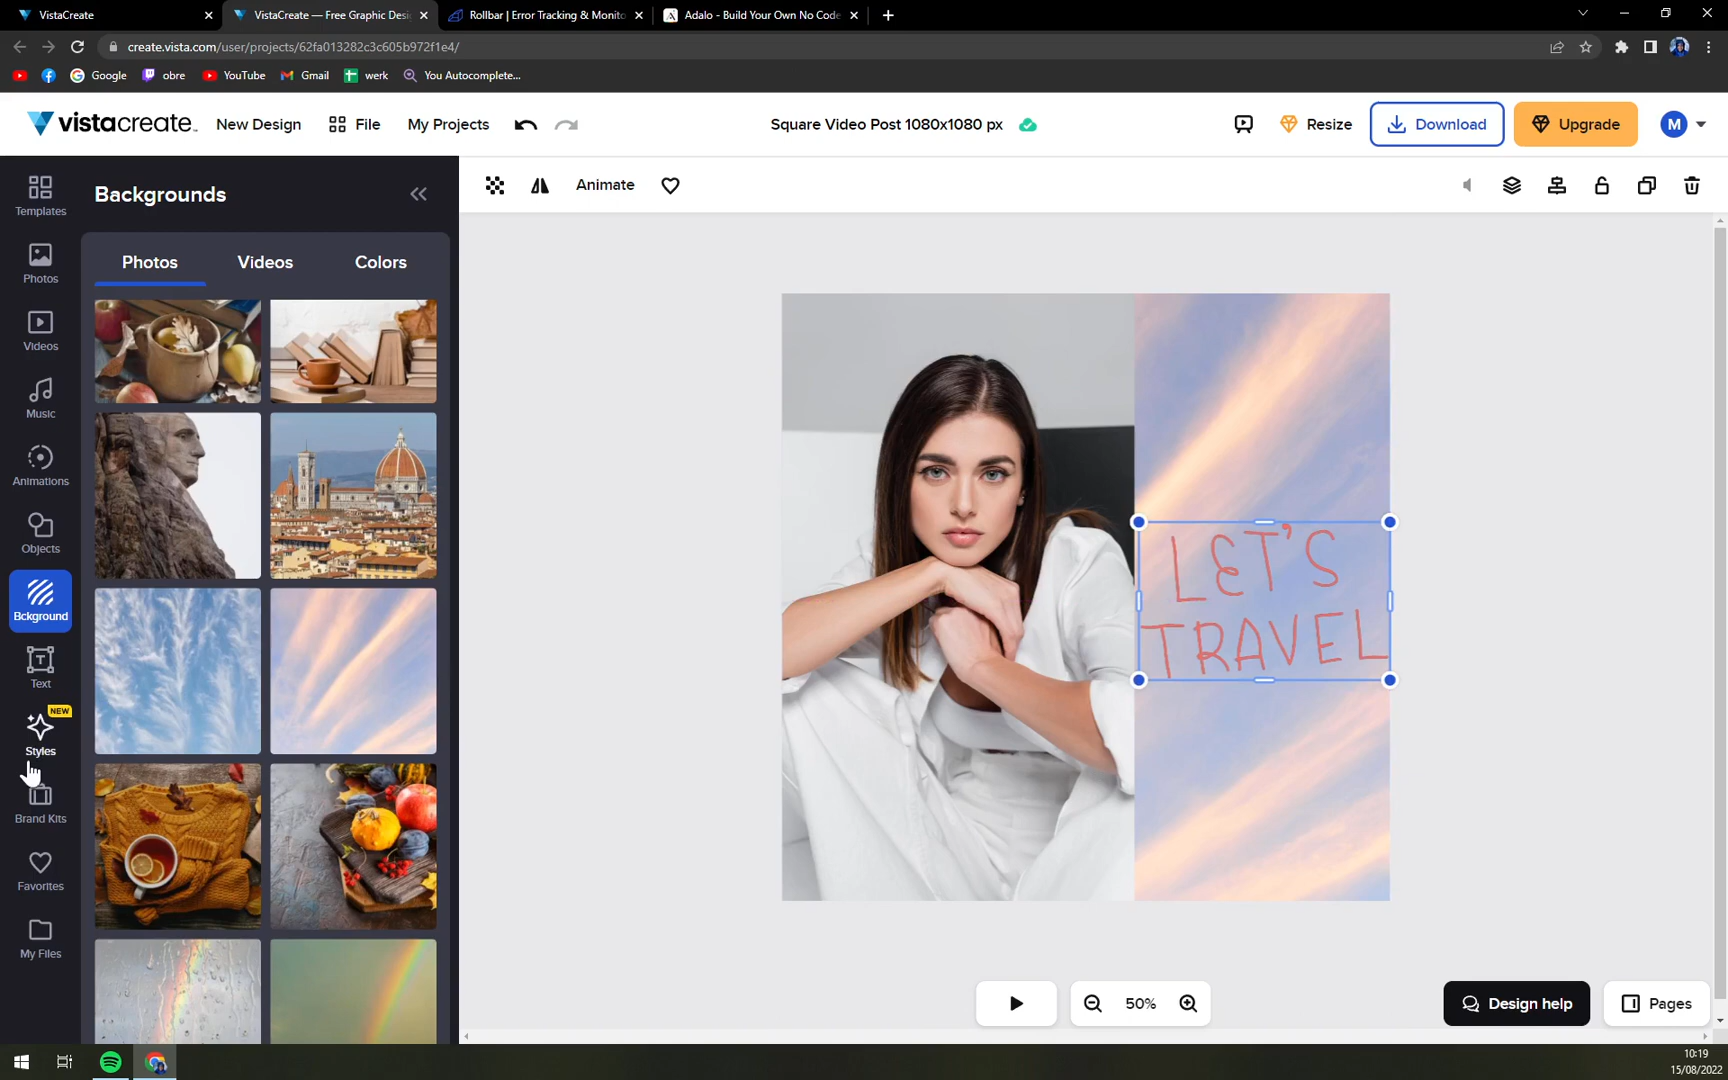 VistaCreate
VistaCreate — Free Graphic Desi
Rollbar | Error Tracking & Monito
Adalo - Build Your Own No Code
create.vista.com/user/projects/62fa013282c3c605b972f1e4/
Google
obre
YouTube
Gmail
werk
You Autocomplete...
vistacreate
New Design
File
My Projects
Square Video Post 1080x1080 px
Resize
Download
Upgrade
M
Templates
Photos
Videos
Music
Animations
Objects
Bckground
Text
NEW
Styles
Brand Kits
Favorites
My Files
Backgrounds
Photos
Videos
Colors
Animate
LET'S
TRAVEL
50%
Design help
Pages
10:19
15/08/2022